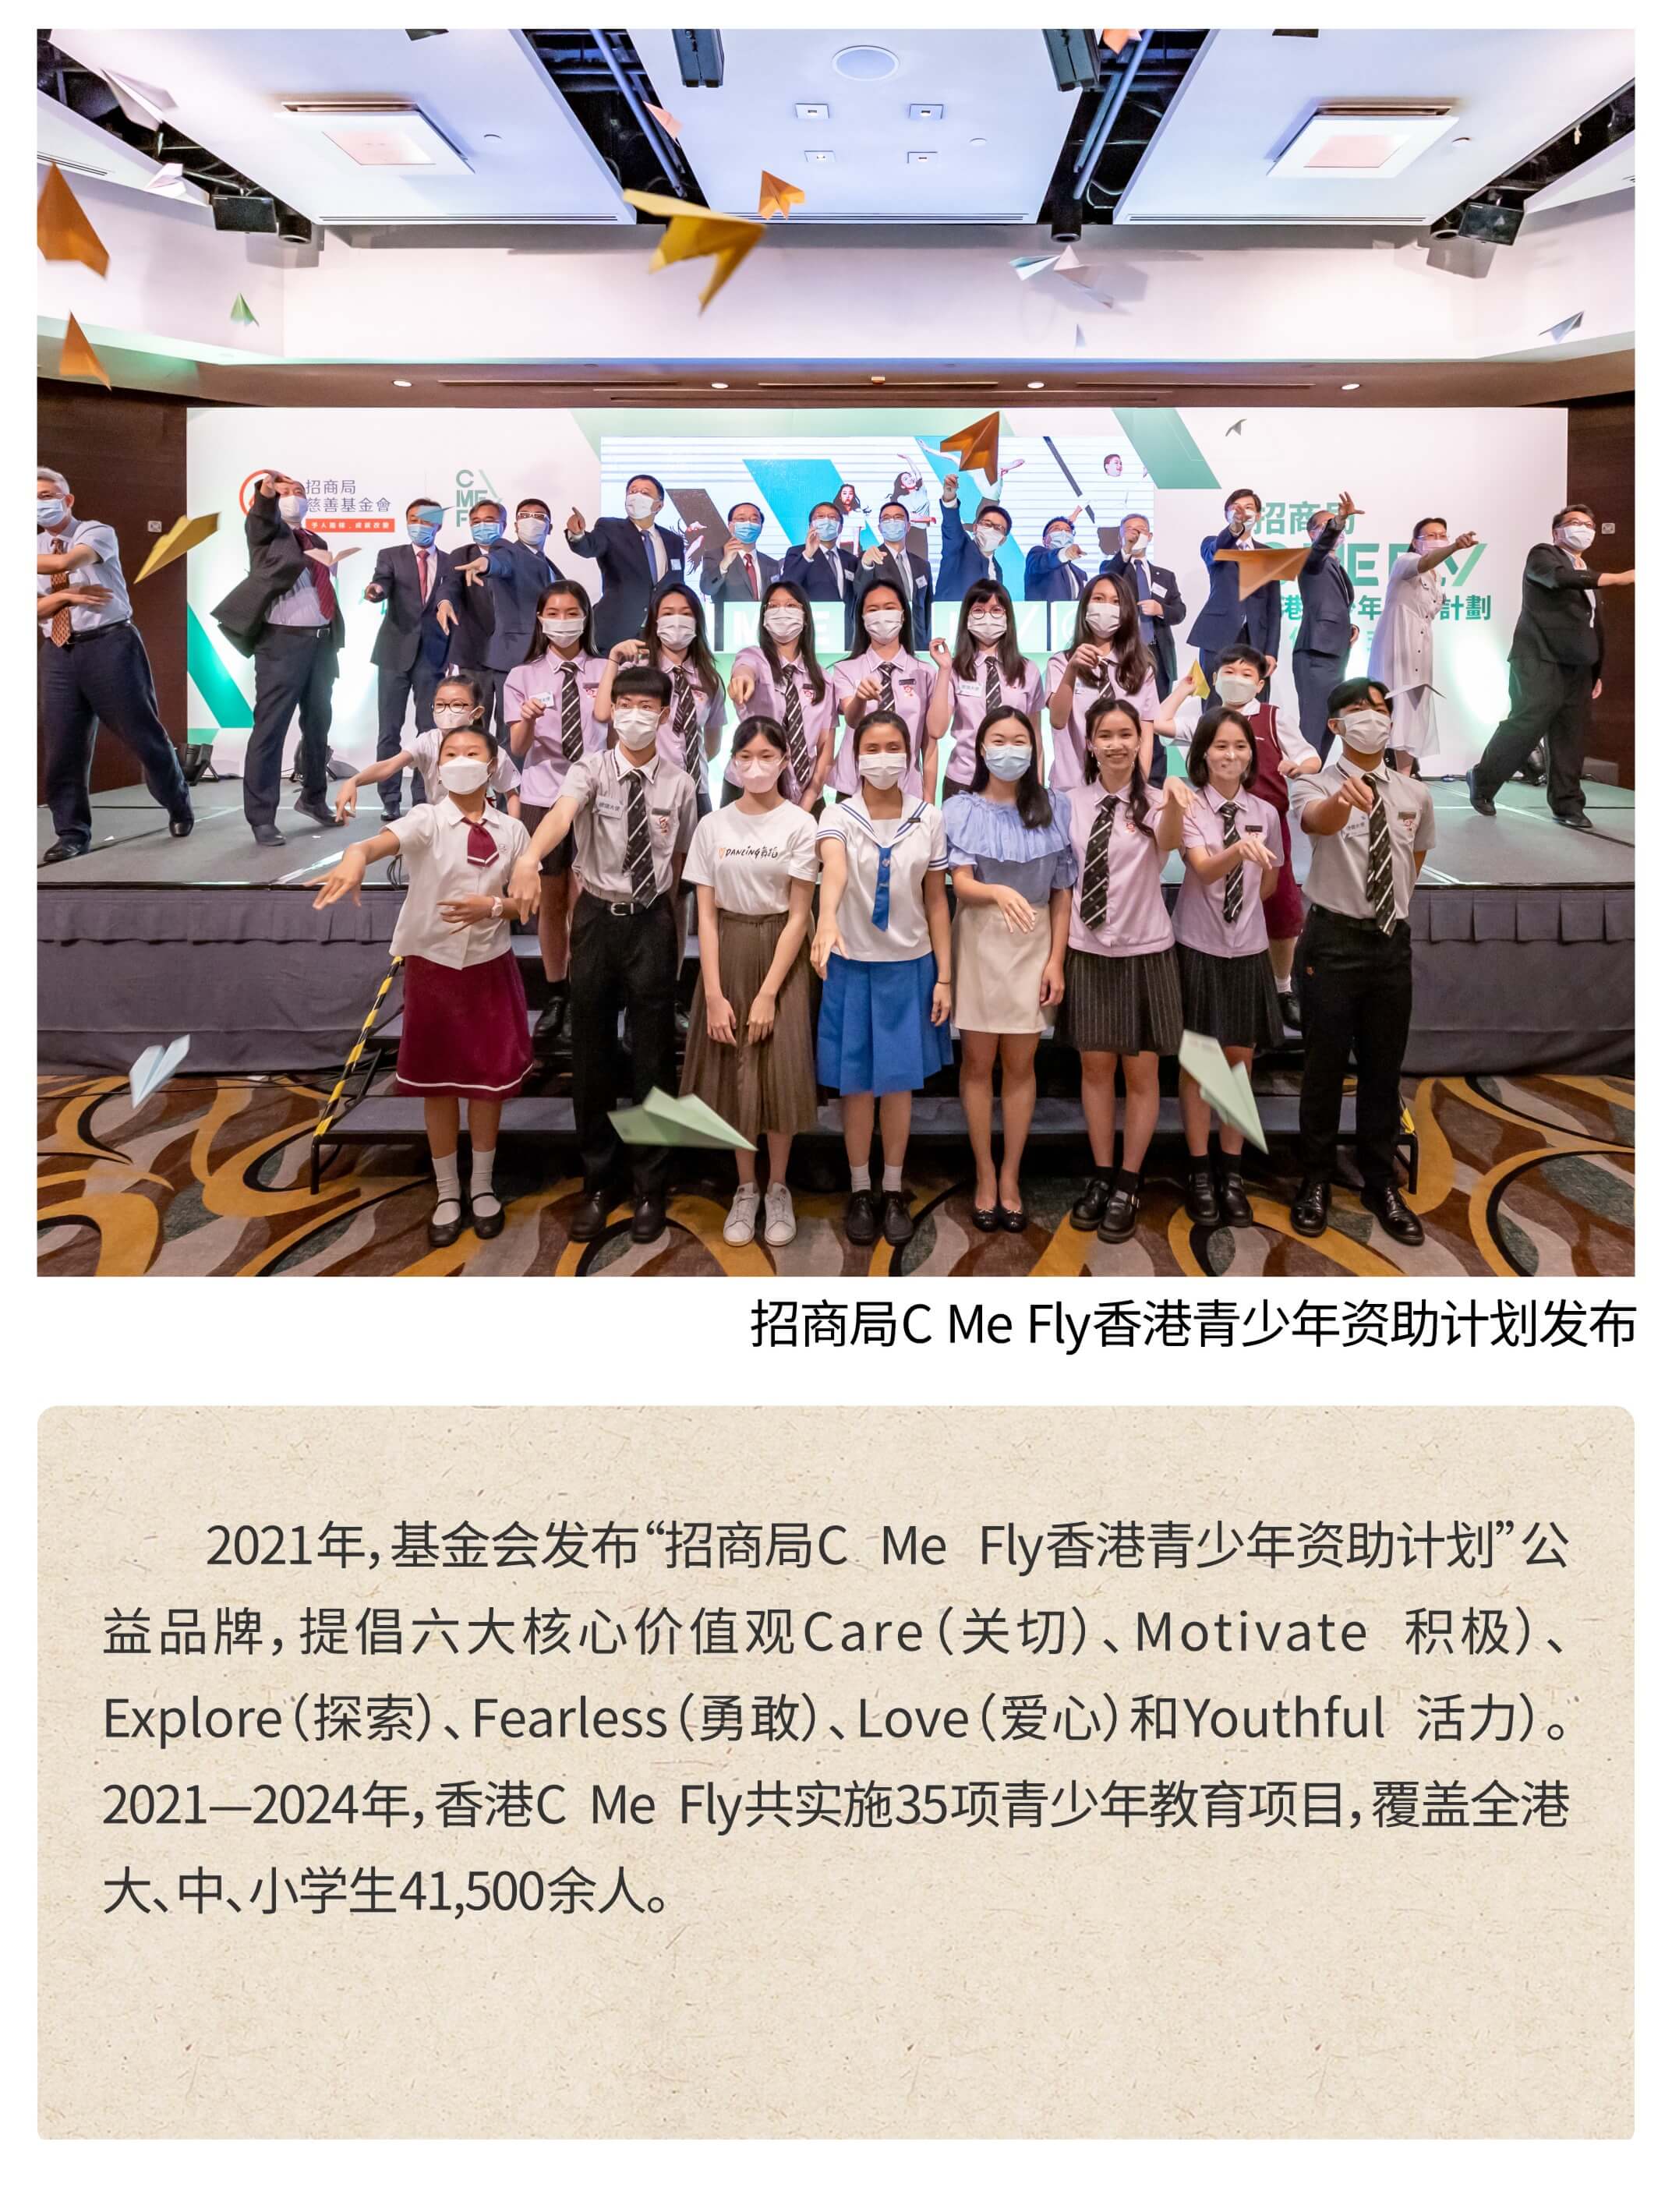 招商局
慈善基金會
C
ME
F
招商局
計劃
DANCING
招商局C Me Fly香港青少年资助计划发布
2021年，基金会发布“招商局C Me Fly香港青少年资助计划”公
益品牌，提倡六大核心价值观Care（关切）、Motivate 积极）、
Explore（探索）、Fearless（勇敢）、Love（爱心）和Youthful 活力）。
2021—2024年，香港C Me Fly共实施35项青少年教育项目，覆盖全港
大、中、小学生41,500余人。